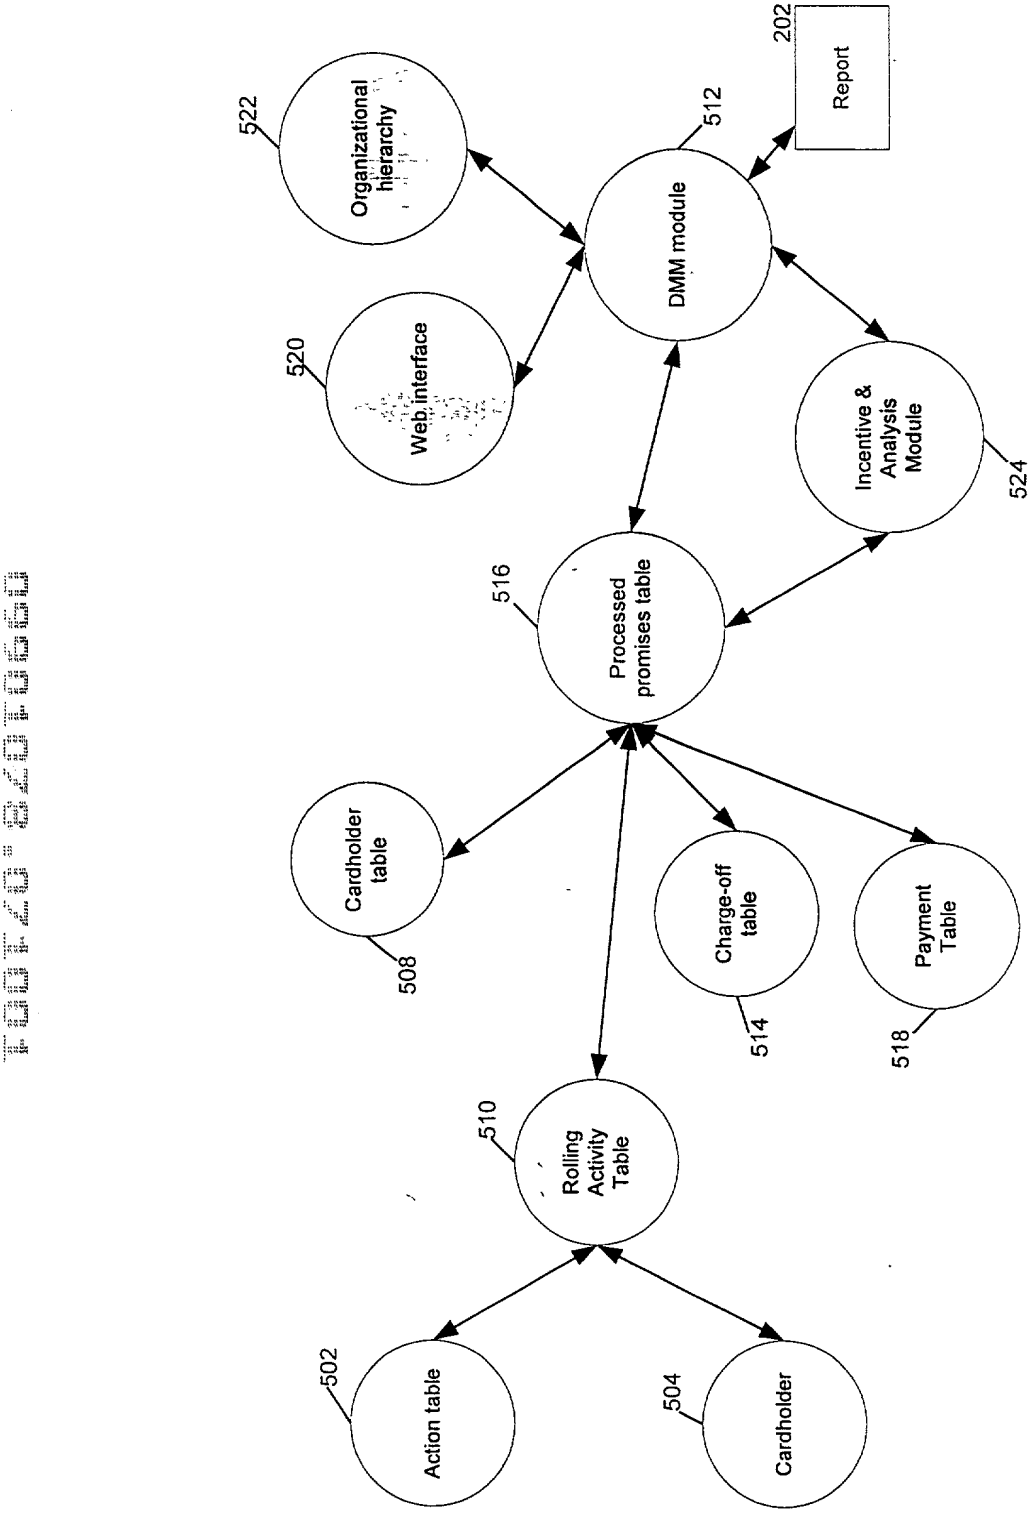 522
Organizational
hierarchy
520
Web interface
508
Cardholder
table
502
Action table
510
Rolling
Activity
Table
516
Processed
promises table
512
DMM module
202
Report
504
Cardholder
514
Charge-off
table
518
Payment
Table
Incentive &
Analysis
Module
524